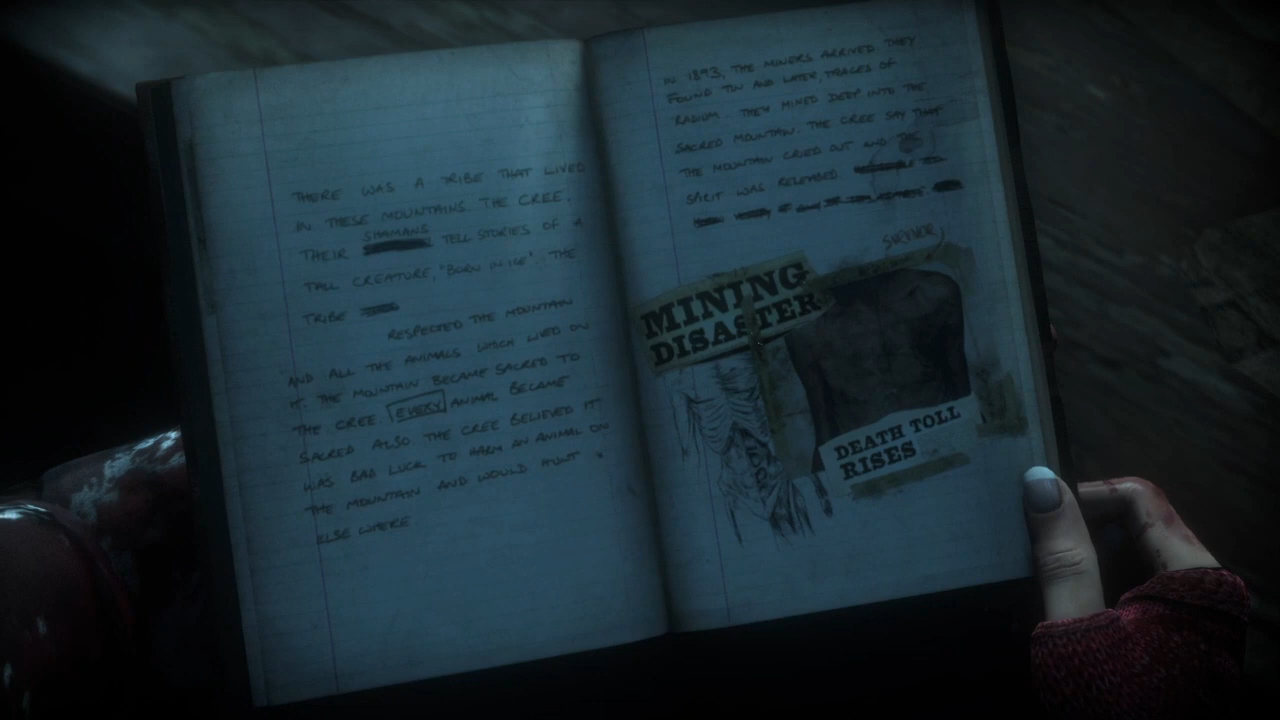 THERE WAS A TRIBE THAT LIVED
IN THESE MOUNTAINS. THE CREE.
THEIR SHAMANS TELL STORIES OF A
TALL CREATURE, "BORN IN ICE". THE
TRIBE
RESPECTED THE MOUNTAIN
AND ALL THE ANIMALS WHICH LIVED ON
IT. THE MOUNTAIN BECAME SACRED TO
THE CREE EVERY ANIMAL BECAME
SACRED ALSO. THE CREE BELIEVED IT
WAS BAD LUCK TO HARM AN ANIMAL ON
THE MOUNTAIN AND WOULD HUNT
ELSE WHERE.
IN 1893, THE MINERS ARRIVED. THEY
FOUND TIN AND LATER, TRACES OF
RADIUM. THEY MINED DEEP INTO THE
SACRED MOUNTAIN. THE CREE SAY THAT
THE MOUNTAIN CRIED OUT AND THE
SPIRIT WAS RELEASED.
SURVIVOR
MINING
DISASTER
DEATH TOLL
RISES